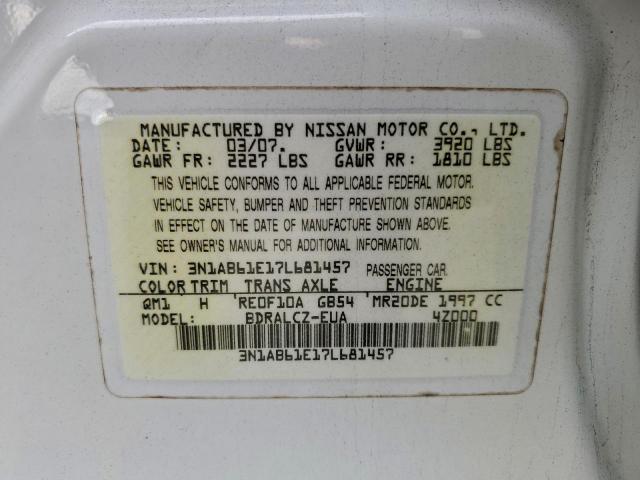 MANUFACTURED BY NISSAN MOTOR CO., LTD.
DATE: 03/07. GVWR: 3920 LBS
GAWR FR: 2227 LBS GAWR RR: 1810 LBS
THIS VEHICLE CONFORMS TO ALL APPLICABLE FEDERAL MOTOR.
VEHICLE SAFETY, BUMPER AND THEFT PREVENTION STANDARDS
IN EFFECT ON THE DATE OF MANUFACTURE SHOWN ABOVE.
SEE OWNER'S MANUAL FOR ADDITIONAL INFORMATION.
VIN: 3N1AB61E17L681457 PASSENGER CAR.
COLOR TRIM TRANS AXLE ENGINE
QM1 H RE0F10A GB54 MR20DE 1997 CC
MODEL: BDRALCZ-EUA 4Z000
3N1AB61E17L681457